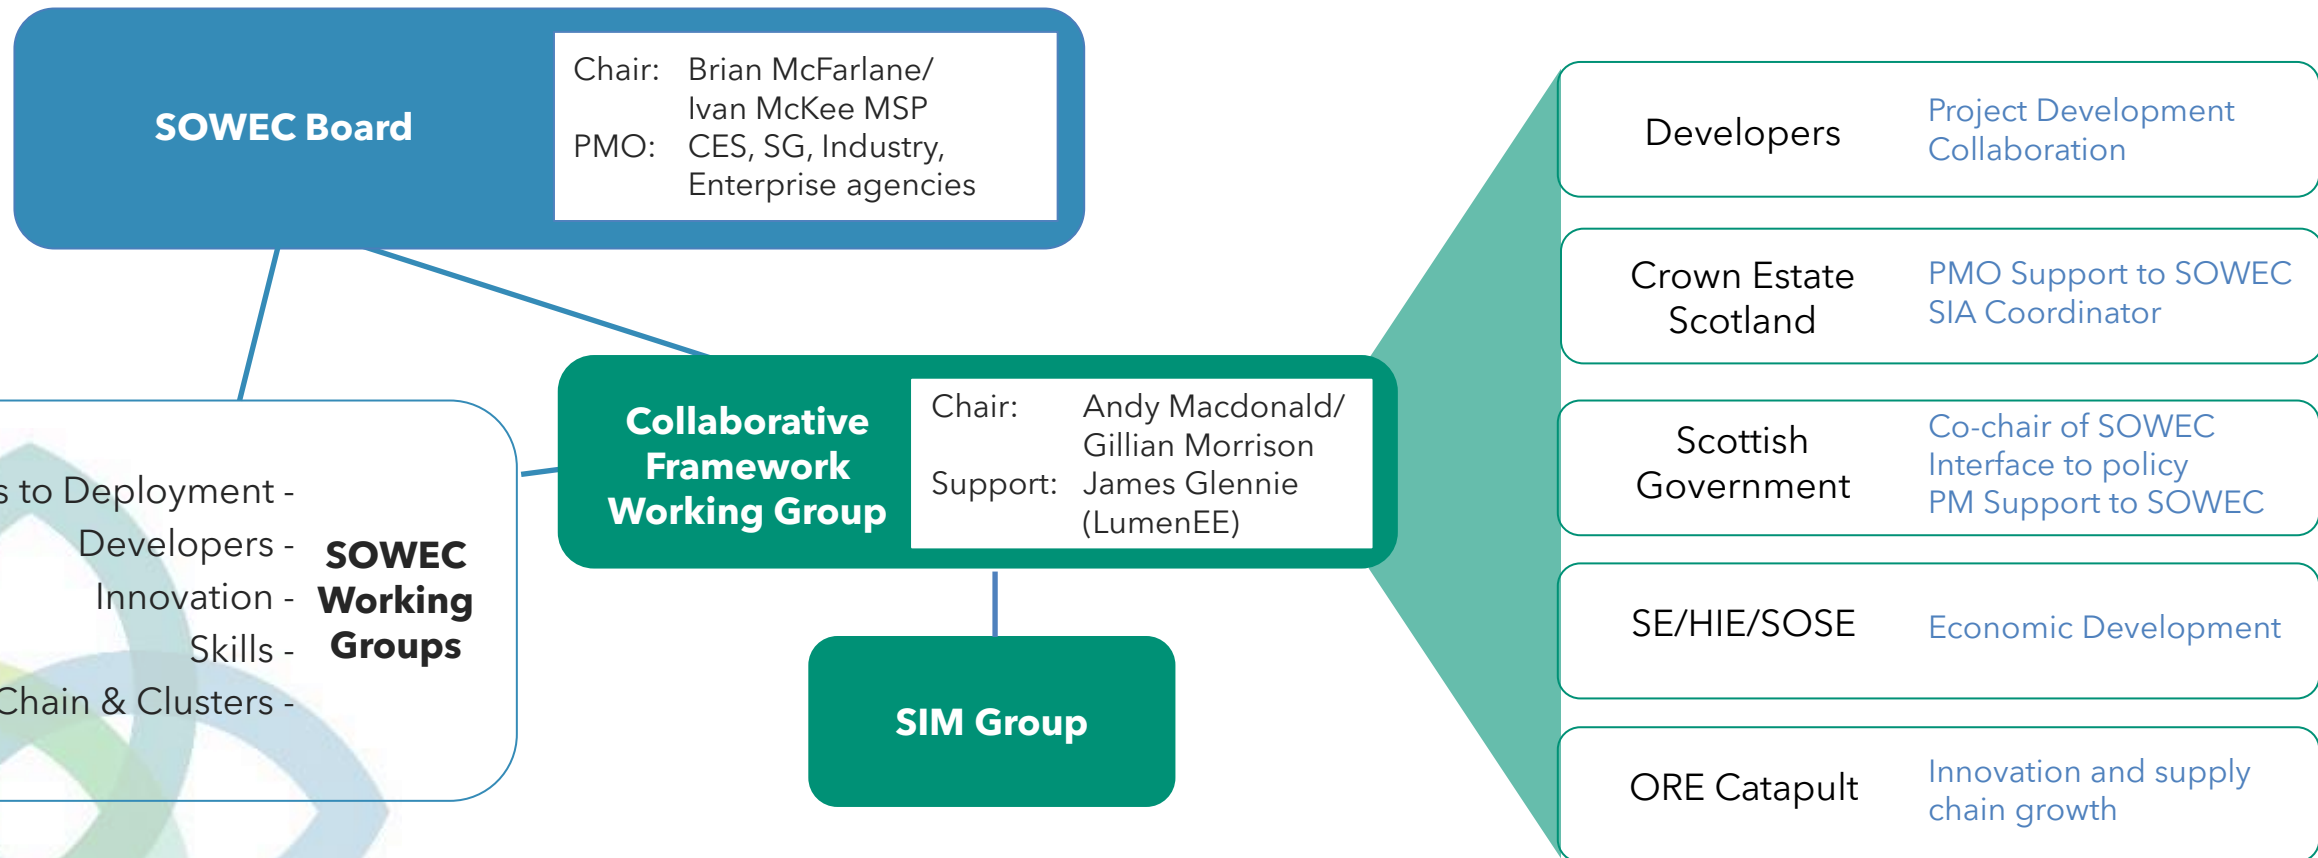 SOWEC Board
Chair: Brian McFarlane/
Ivan McKee MSP
PMO: CES, SG, Industry,
Enterprise agencies
s to Deployment -
Developers -
Innovation -
Skills -
Chain & Clusters -
SOWEC
Working
Groups
Collaborative
Framework
Working Group
Chair: Andy Macdonald/
Gillian Morrison
Support: James Glennie
(LumenEE)
SIM Group
Developers
Project Development
Collaboration
Crown Estate
Scotland
PMO Support to SOWEC
SIA Coordinator
Scottish
Government
Co-chair of SOWEC
Interface to policy
PM Support to SOWEC
SE/HIE/SOSE
Economic Development
ORE Catapult
Innovation and supply
chain growth